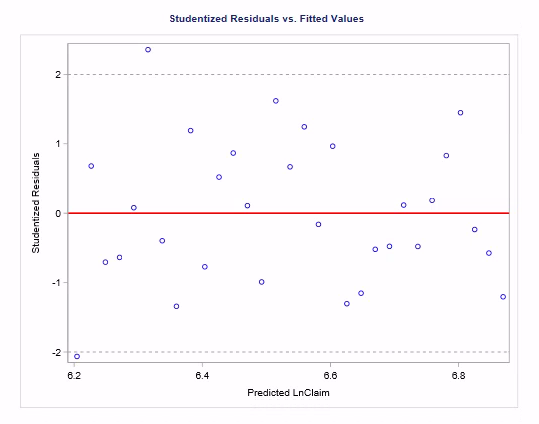 Studentized Residuals vs. Fitted Values
Studentized Residuals
2
1
0
-1
-2
6.2 6.4 6.6 6.8
Predicted LnClaim